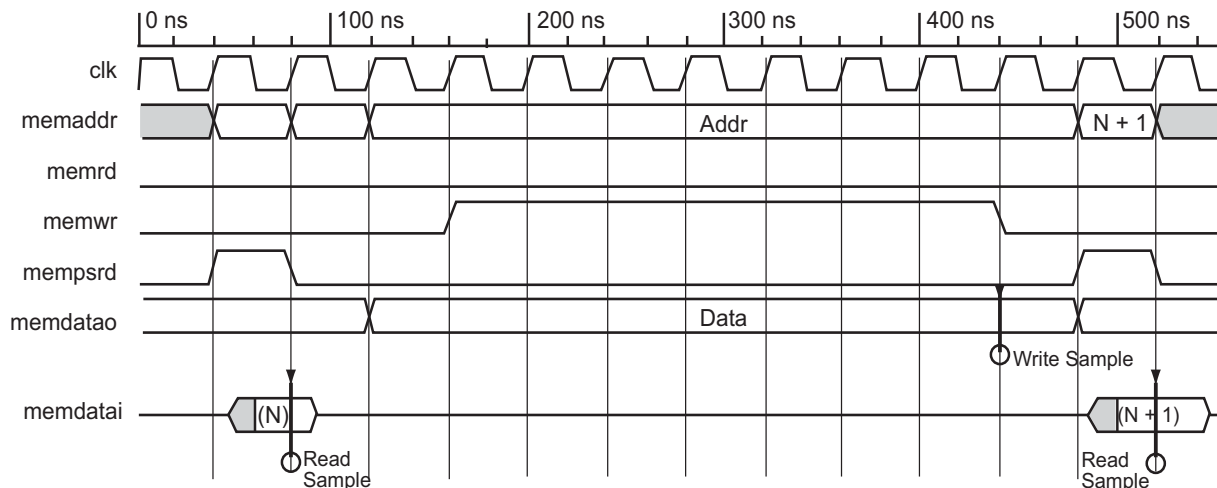 0 ns 100 ns 200 ns 300 ns 400 ns 500 ns
clk
memaddr Addr N + 1
memrd
memwr
mempsrd
memdatao Data
Write Sample
memdatai (N) (N + 1)
Read Read
Sample Sample